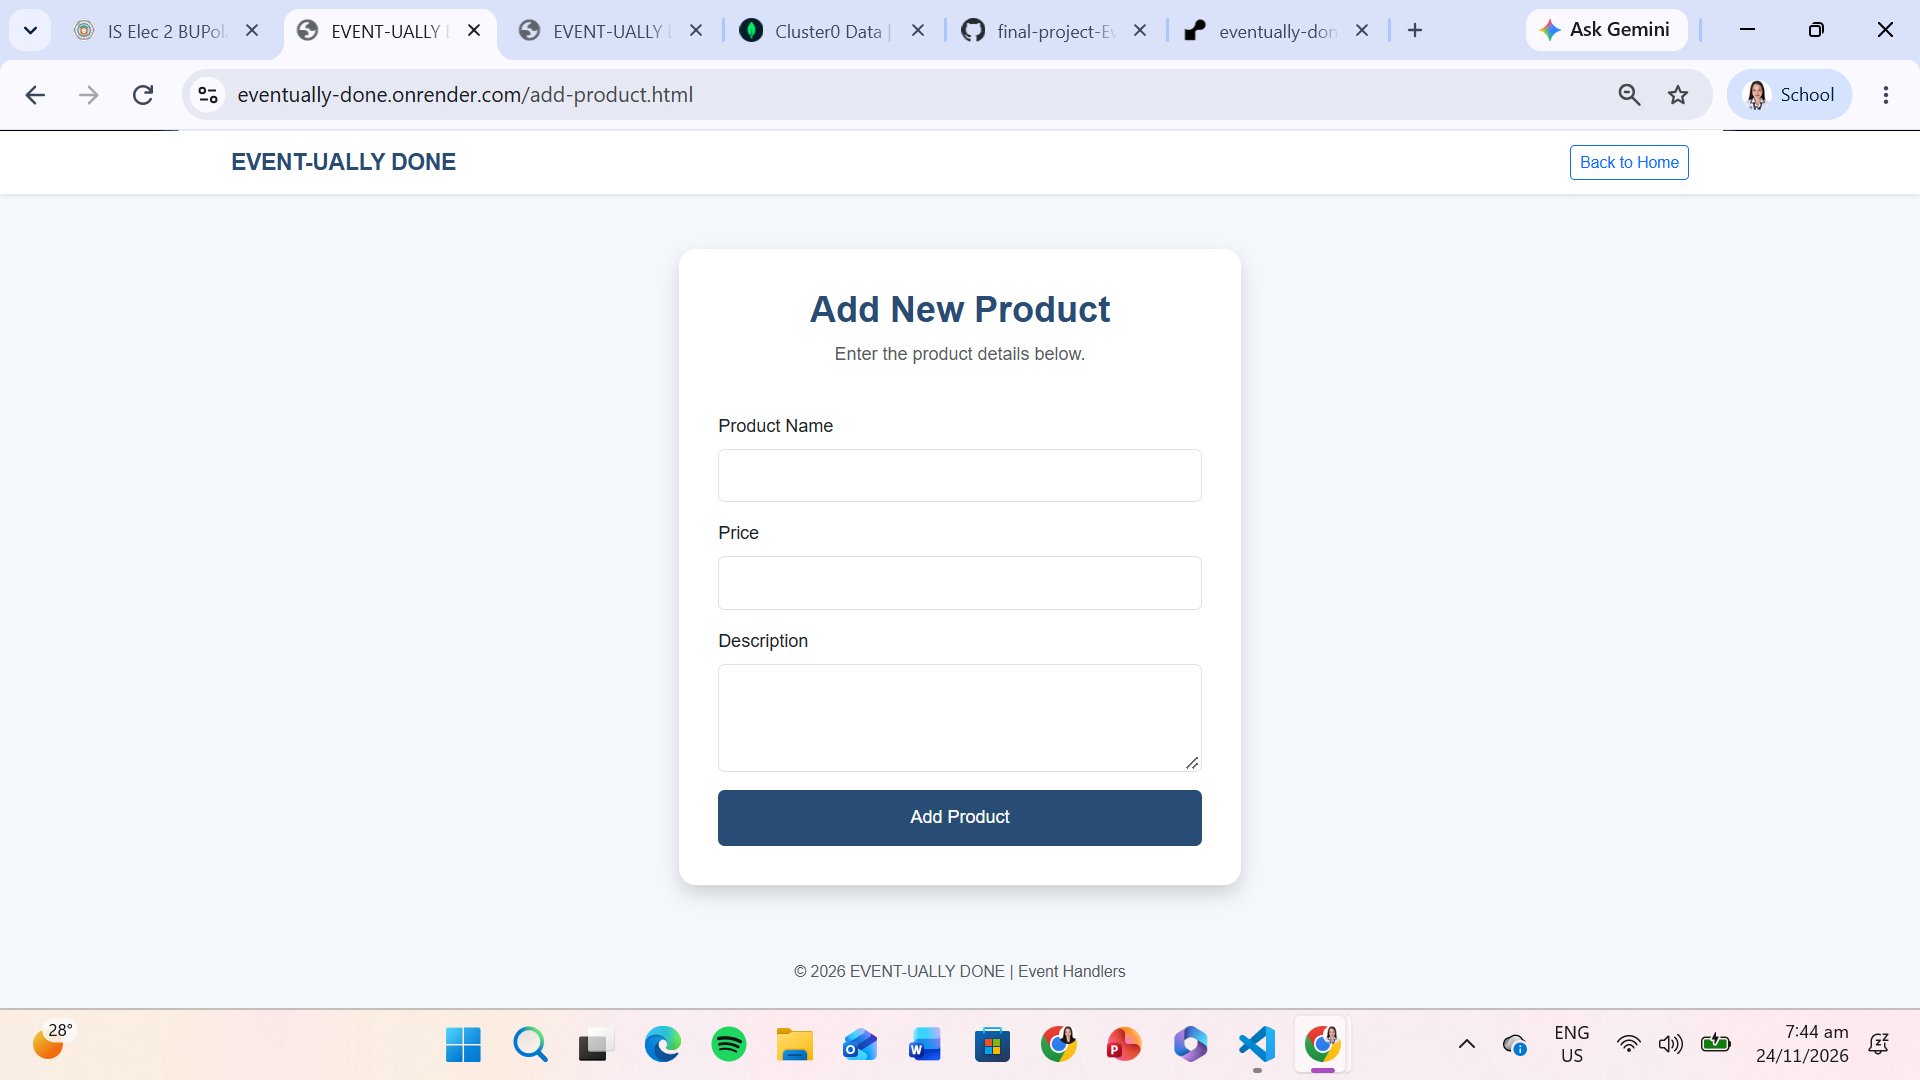 IS Elec 2 BUPol
EVENT-UALLY D
EVENT-UALLY D
Cluster0 Data |
final-project-Ev
eventually-don
Ask Gemini
eventually-done.onrender.com/add-product.html
School
EVENT-UALLY DONE
Back to Home
Add New Product
Enter the product details below.
Product Name
Price
Description
Add Product
© 2026 EVENT-UALLY DONE | Event Handlers
28°
ENG
US
7:44 am
24/11/2026